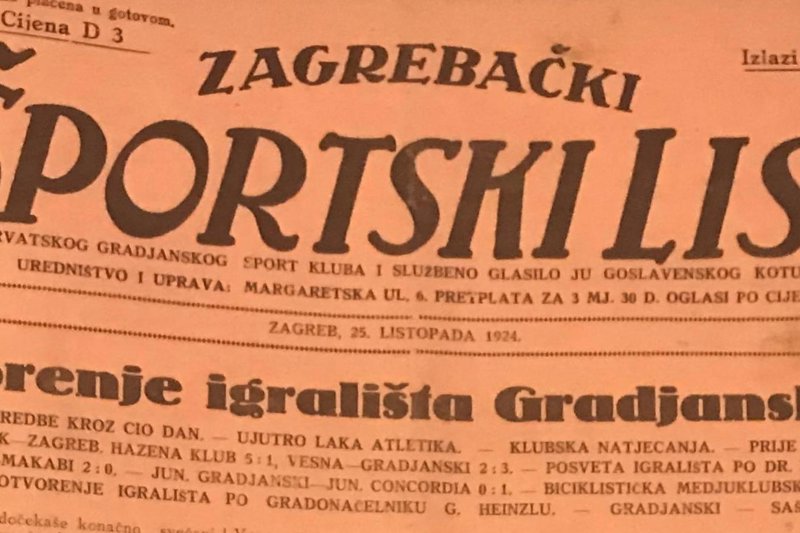 plaćena u gotovom.
Cijena D 3
Izlazi
ZAGREBAČKI
ŠPORTSKI LIS
RVATSKOG GRADJANSKOG SPORT KLUBA I SLUŽBENO GLASILO JUGOSLAVENSKOG KOTU
UREDNIŠTVO I UPRAVA: MARGARETSKA UL. 6. PRETPLATA ZA 3 MJ. 30 D. OGLASI PO CIJE
ZAGREB, 25. LISTOPADA 1924.
orenje igrališta Gradjansk
REDBE KROZ CIO DAN. — UJUTRO LAKA ATLETIKA. — KLUBSKA NATJECANJA. — PRIJE
K—ZAGREB. HAZENA KLUB 5:1, VESNA—GRADJANSKI 2:3. — POSVETA IGRALIŠTA PO DR.
MAKABI 2:0. — JUN. GRADJANSKI—JUN. CONCORDIA 0:1. — BICIKLISTIČKA MEDJUKLUBSK
OTVORENJE IGRALIŠTA PO GRADONAČELNIKU G. HEINZLU. — GRADJANSKI — SAŠ
dočekaše konačno